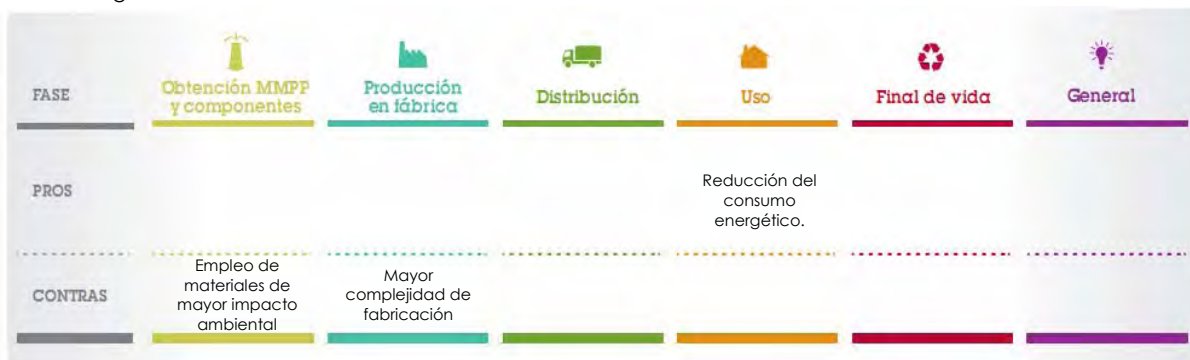 FASE
Obtención MMPP
y componentes
Producción
en fábrica
Distribución
Uso
Final de vida
General
PROS
Reducción del
consumo
energético.
CONTRAS
Empleo de
materiales de
mayor impacto
ambiental
Mayor
complejidad de
fabricación